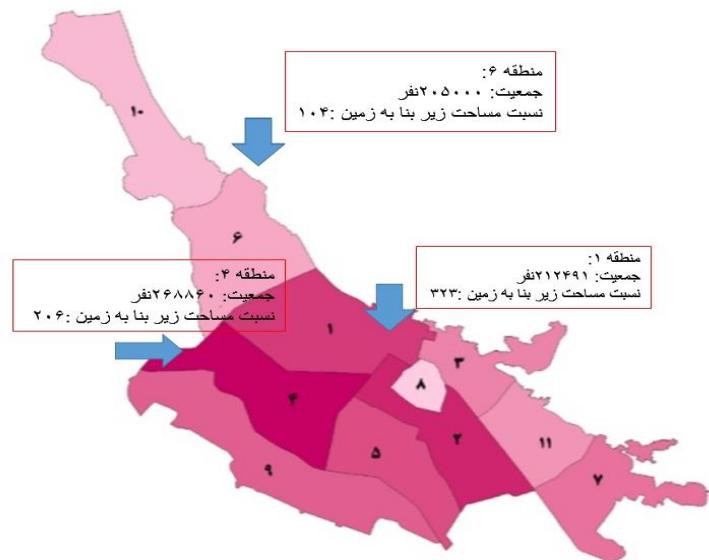 منطقه ۶:
جمعیت: ۲۰۵۰۰۰نفر
نسبت مساحت زیر بنا به زمین :۱۰۴
منطقه ۱:
جمعیت: ۲۱۲۴۹۱نفر
نسبت مساحت زیر بنا به زمین :۳۲۳
منطقه ۴:
جمعیت: ۲۶۸۸۶۰نفر
نسبت مساحت زیر بنا به زمین :۲۰۶
۱۰
۶
۱
۳
۸
۴
۲
۱۱
۵
۹
۷